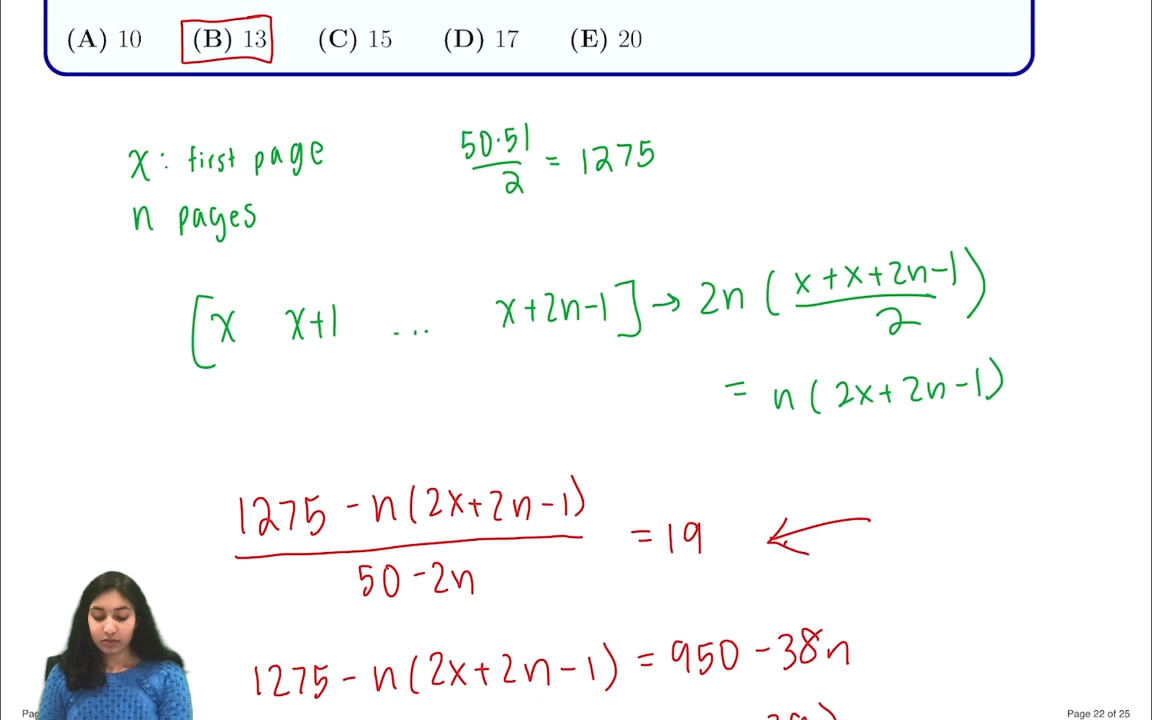 (A) 10 (B) 13 (C) 15 (D) 17 (E) 20
x: first page
n pages
50·51/2 = 1275
[x x+1 ... x+2n-1] → 2n (x+x+2n-1)/2)
= n(2x+2n-1)
1275 - n(2x+2n-1)/50-2n = 19
1275 - n(2x+2n-1) = 950 - 38n
Page 22 of 25